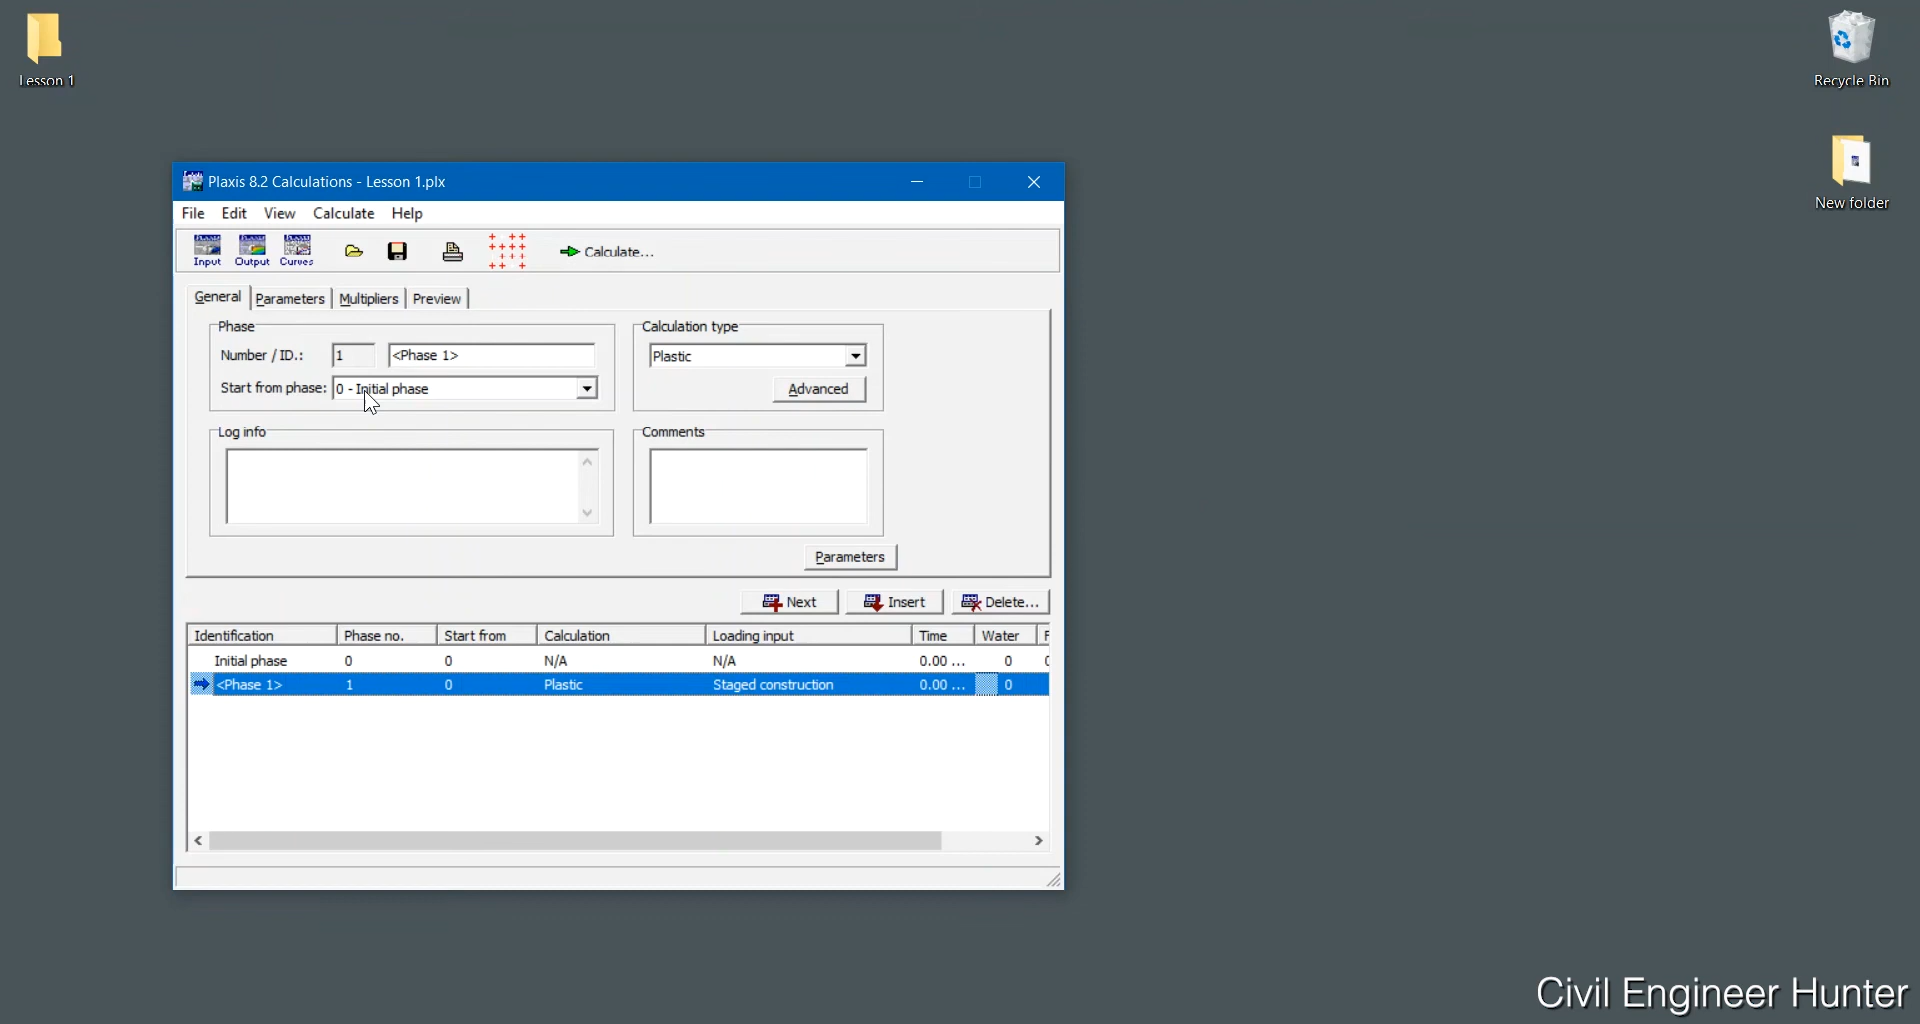 Lesson 1
Recycle Bin
New folder
Plaxis 8.2 Calculations - Lesson 1.plx
File Edit View Calculate Help
Input Output Curves Calculate...
General Parameters Multipliers Preview
Phase
Number / ID.: 1 <Phase 1>
Start from phase: 0 - Initial phase
Calculation type
Plastic
Advanced
Log info
Comments
Parameters
Next Insert Delete...
Identification Phase no. Start from Calculation Loading input Time Water F
Initial phase 0 0 N/A N/A 0.00 ... 0
<Phase 1> 1 0 Plastic Staged construction 0.00 ... 0
Civil Engineer Hunter